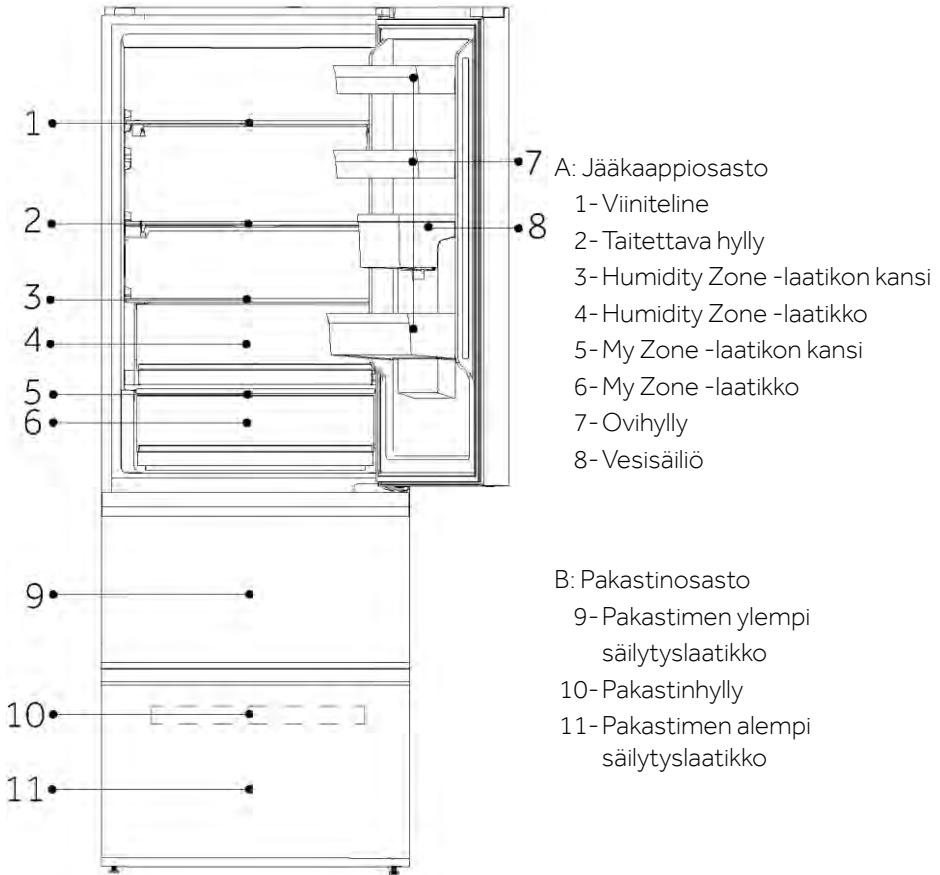 1
2
3
4
5
6
7
8
9
10
11
A: Jääkaappiosasto
1- Viiniteline
2- Taitettava hylly
3- Humidity Zone -laatikon kansi
4- Humidity Zone -laatikko
5- My Zone -laatikon kansi
6- My Zone -laatikko
7- Ovihylly
8- Vesisäiliö
B: Pakastinosasto
9- Pakastimen ylempi
säilytyslaatikko
10- Pakastinhylly
11- Pakastimen alempi
säilytyslaatikko